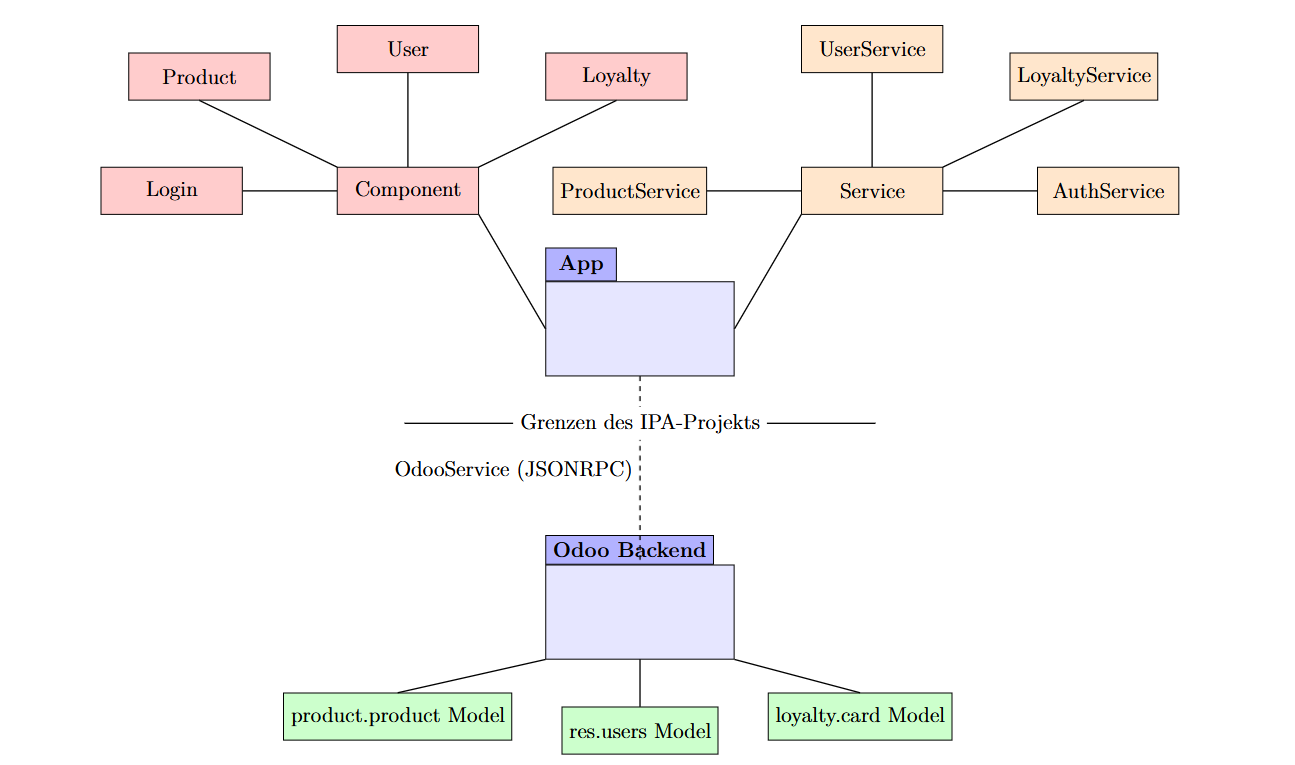 User
UserService
Product
Loyalty
LoyaltyService
Login
Component
ProductService
Service
AuthService
App
Grenzen des IPA-Projekts
OdooService (JSONRPC)
Odoo Backend
product.product Model
res.users Model
loyalty.card Model